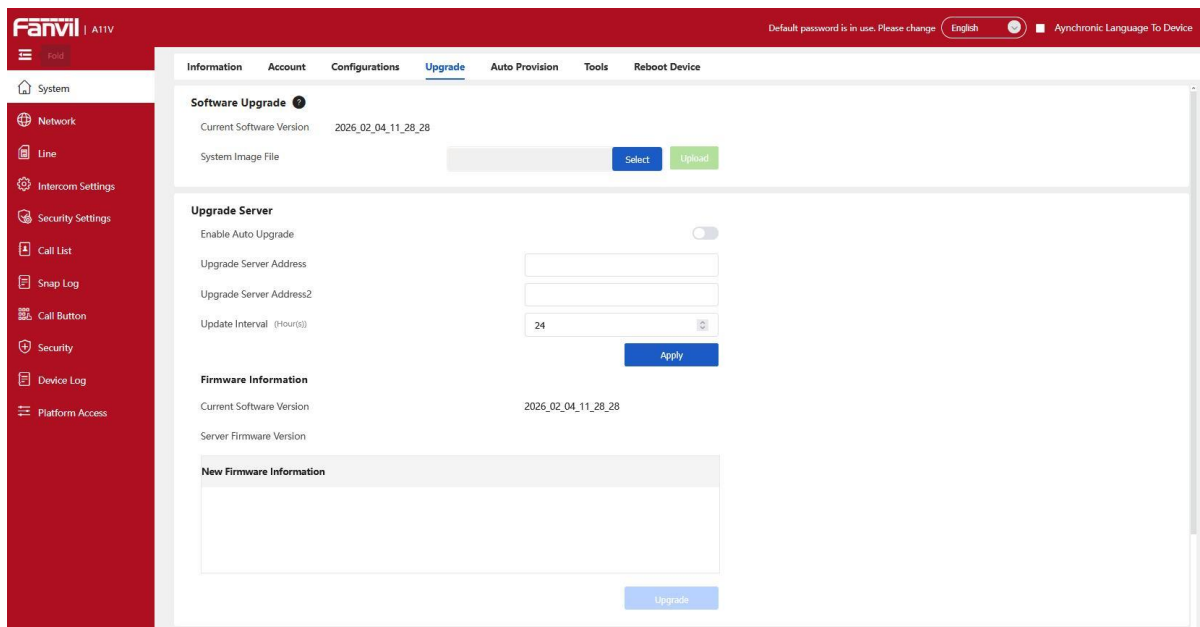 Fanvil | A11V
Default password is in use. Please change English Aynchronic Language To Device
Fold
Information Account Configurations Upgrade Auto Provision Tools Reboot Device
System
Network
Line
Intercom Settings
Security Settings
Call List
Snap Log
Call Button
Security
Device Log
Platform Access
Software Upgrade ?
Current Software Version 2026_02_04_11_28_28
System Image File Select Upload
Upgrade Server
Enable Auto Upgrade
Upgrade Server Address
Upgrade Server Address2
Update Interval (Hour(s)) 24
Apply
Firmware Information
Current Software Version 2026_02_04_11_28_28
Server Firmware Version
New Firmware Information
Upgrade